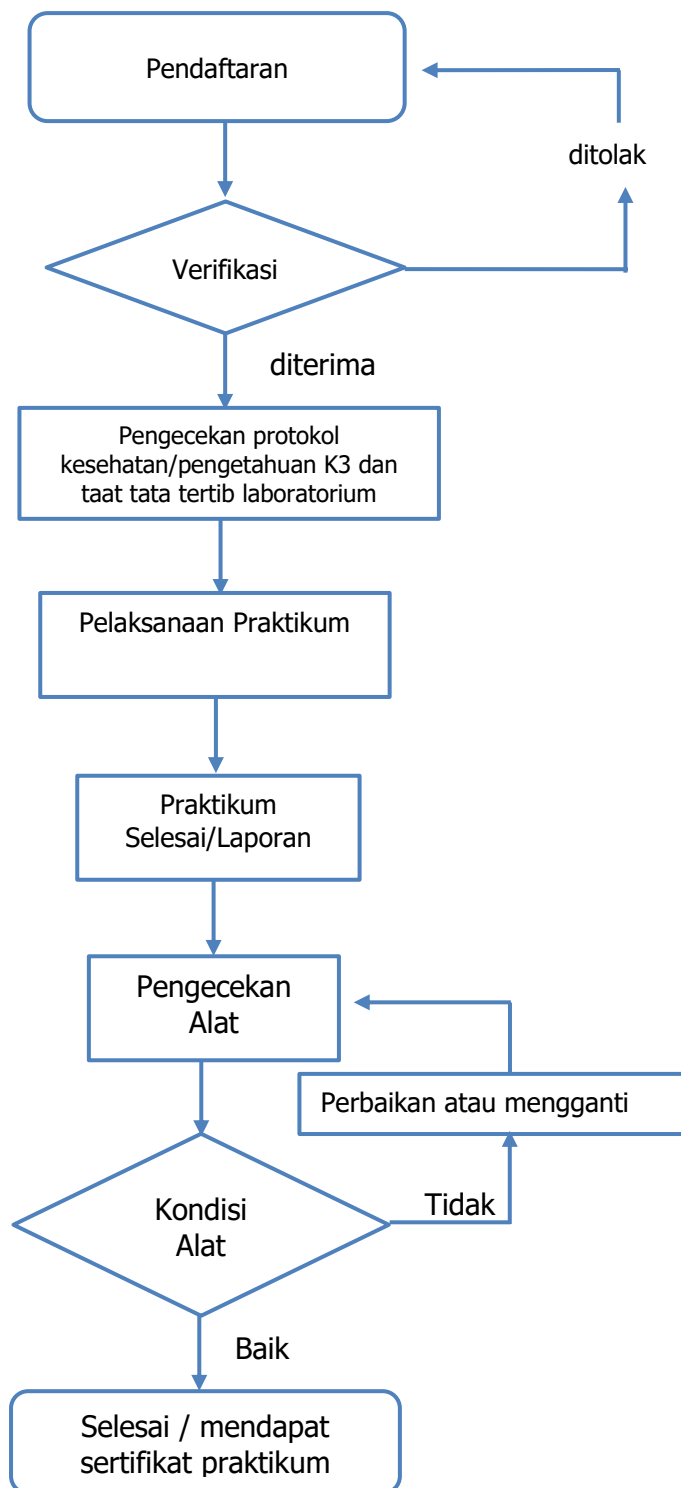 Pendaftaran
ditolak
Verifikasi
diterima
Pengecekan protokol
kesehatan/pengetahuan K3 dan
taat tata tertib laboratorium
Pelaksanaan Praktikum
Praktikum
Selesai/Laporan
Pengecekan
Alat
Perbaikan atau mengganti
Kondisi
Alat
Tidak
Baik
Selesai / mendapat
sertifikat praktikum